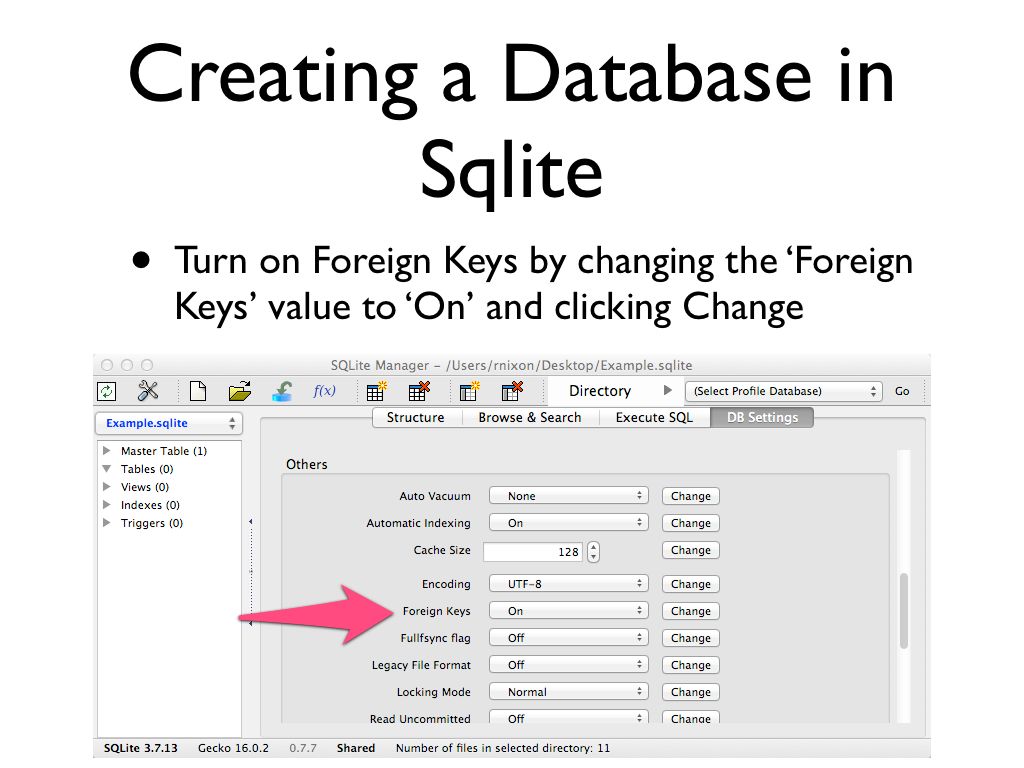 Creating a Database in
Sqlite
• Turn on Foreign Keys by changing the ‘Foreign
Keys’ value to ‘On’ and clicking Change
SQLite Manager – /Users/rnixon/Desktop/Example.sqlite
f(x) Directory (Select Profile Database) Go
Example.sqlite
Structure Browse & Search Execute SQL DB Settings
Master Table (1)
Tables (0)
Views (0)
Indexes (0)
Triggers (0)
Others
Auto Vacuum None Change
Automatic Indexing On Change
Cache Size 128 Change
Encoding UTF-8 Change
Foreign Keys On Change
Fullfsync flag Off Change
Legacy File Format Off Change
Locking Mode Normal Change
Read Uncommitted Off Change
SQLite 3.7.13 Gecko 16.0.2 0.7.7 Shared Number of files in selected directory: 11